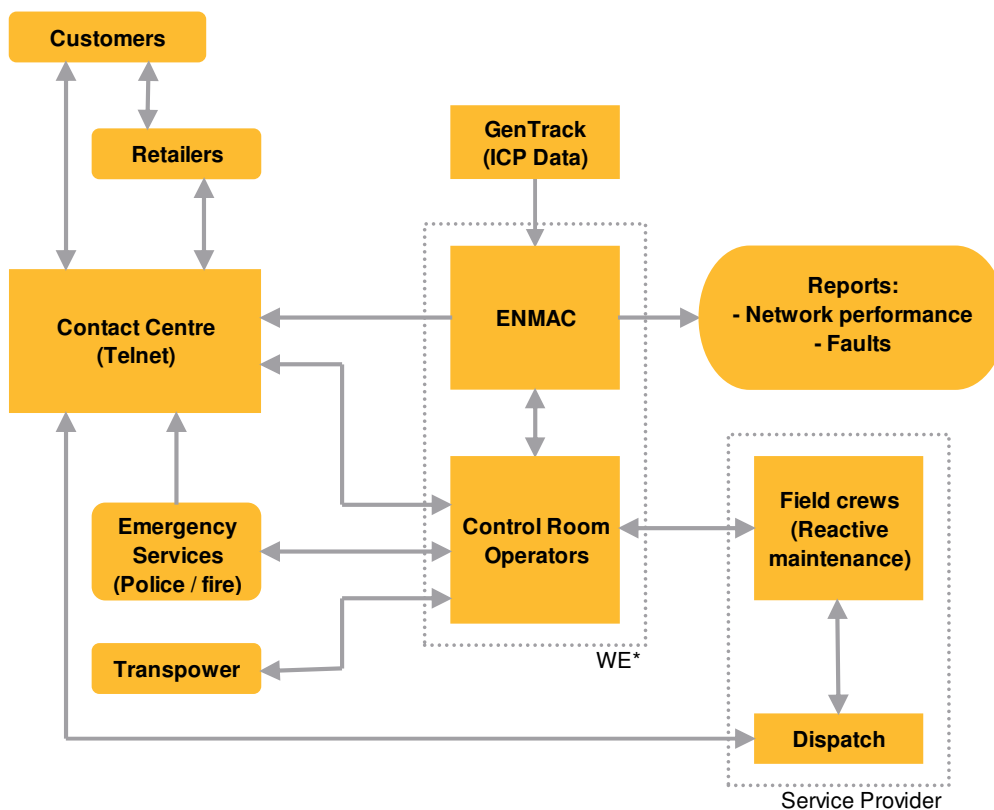 Customers
Retailers
GenTrack
(ICP Data)
Contact Centre
(Telnet)
ENMAC
Reports:
- Network performance
- Faults
Emergency
Services
(Police / fire)
Control Room
Operators
Field crews
(Reactive
maintenance)
Transpower
WE*
Dispatch
Service Provider